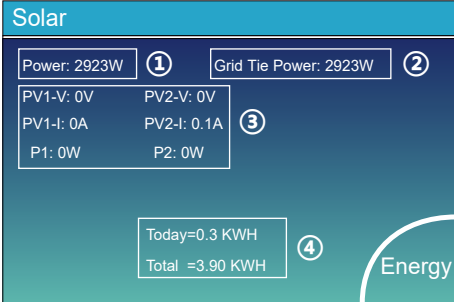 Solar
Power: 2923W ① Grid Tie Power: 2923W ②
PV1-V: 0V PV2-V: 0V
PV1-I: 0A PV2-I: 0.1A ③
P1: 0W P2: 0W
Today=0.3 KWH
④
Total =3.90 KWH
Energy